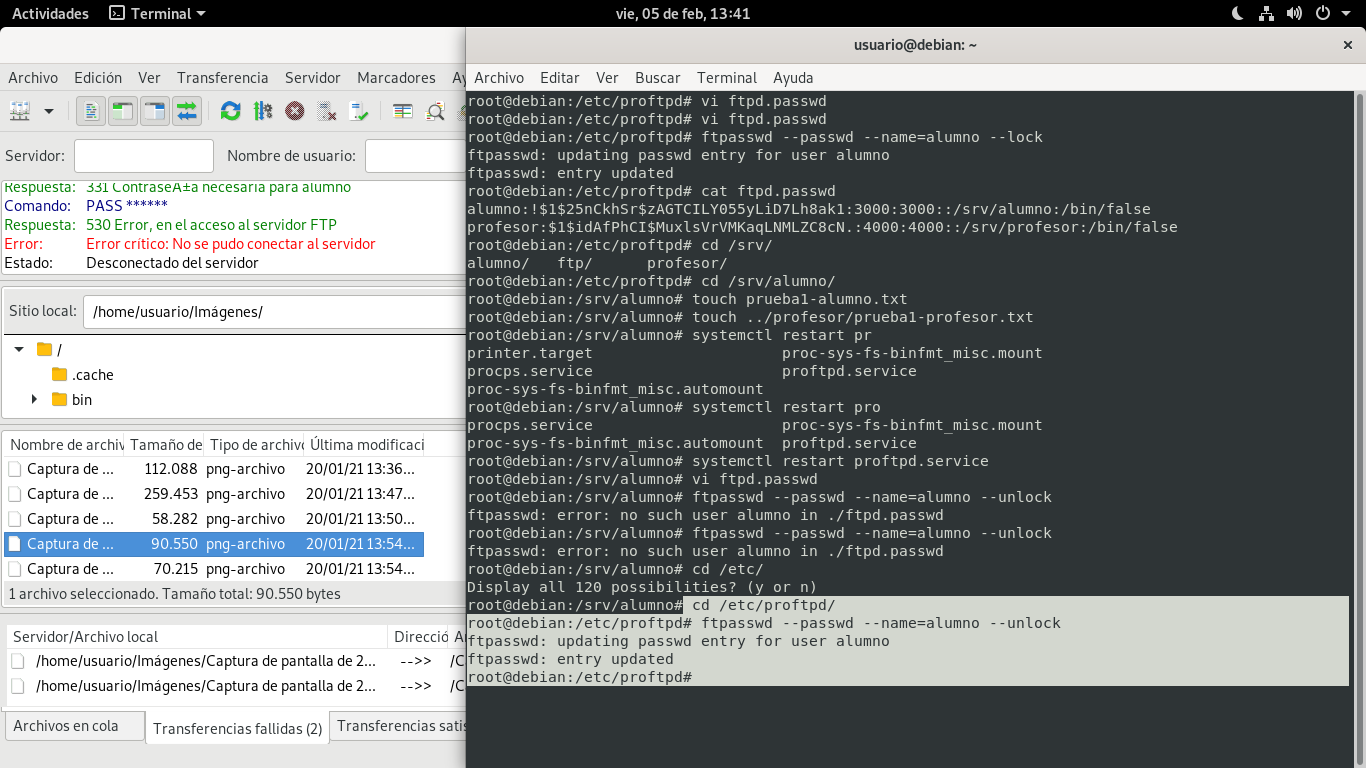 Actividades Terminal vie, 05 de feb, 13:41
Archivo Edición Ver Transferencia Servidor Marcadores Ay
Servidor: Nombre de usuario:
Respuesta: 331 ContraseÃ±a necesaria para alumno
Comando: PASS ******
Respuesta: 530 Error, en el acceso al servidor FTP
Error: Error crítico: No se pudo conectar al servidor
Estado: Desconectado del servidor
Sitio local: /home/usuario/Imágenes/
/
.cache
bin
Nombre de archiv Tamaño de Tipo de archivo Última modificaci
Captura de ... 112.088 png-archivo 20/01/21 13:36...
Captura de ... 259.453 png-archivo 20/01/21 13:47...
Captura de ... 58.282 png-archivo 20/01/21 13:50...
Captura de ... 90.550 png-archivo 20/01/21 13:54...
Captura de ... 70.215 png-archivo 20/01/21 13:54...
1 archivo seleccionado. Tamaño total: 90.550 bytes
Servidor/Archivo local Direcció A
/home/usuario/Imágenes/Captura de pantalla de 2... -->> /C
/home/usuario/Imágenes/Captura de pantalla de 2... -->> /C
Archivos en cola Transferencias fallidas (2) Transferencias satis
usuario@debian: ~
Archivo Editar Ver Buscar Terminal Ayuda
root@debian:/etc/proftpd# vi ftpd.passwd
root@debian:/etc/proftpd# vi ftpd.passwd
root@debian:/etc/proftpd# ftpasswd --passwd --name=alumno --lock
ftpasswd: updating passwd entry for user alumno
ftpasswd: entry updated
root@debian:/etc/proftpd# cat ftpd.passwd
alumno:!$1$25nCkhSr$zAGTCILY055yLiD7Lh8ak1:3000:3000::/srv/alumno:/bin/false
profesor:$1$idAfPhCI$MuxlsVrVMKaqLNMLZC8cN.:4000:4000::/srv/profesor:/bin/false
root@debian:/etc/proftpd# cd /srv/
alumno/ ftp/ profesor/
root@debian:/etc/proftpd# cd /srv/alumno/
root@debian:/srv/alumno# touch prueba1-alumno.txt
root@debian:/srv/alumno# touch ../profesor/prueba1-profesor.txt
root@debian:/srv/alumno# systemctl restart pr
printer.target proc-sys-fs-binfmt_misc.mount
procps.service proftpd.service
proc-sys-fs-binfmt_misc.automount
root@debian:/srv/alumno# systemctl restart pro
procps.service proc-sys-fs-binfmt_misc.mount
proc-sys-fs-binfmt_misc.automount proftpd.service
root@debian:/srv/alumno# systemctl restart proftpd.service
root@debian:/srv/alumno# vi ftpd.passwd
root@debian:/srv/alumno# ftpasswd --passwd --name=alumno --unlock
ftpasswd: error: no such user alumno in ./ftpd.passwd
root@debian:/srv/alumno# ftpasswd --passwd --name=alumno --unlock
ftpasswd: error: no such user alumno in ./ftpd.passwd
root@debian:/srv/alumno# cd /etc/
Display all 120 possibilities? (y or n)
root@debian:/srv/alumno# cd /etc/proftpd/
root@debian:/etc/proftpd# ftpasswd --passwd --name=alumno --unlock
ftpasswd: updating passwd entry for user alumno
ftpasswd: entry updated
root@debian:/etc/proftpd#